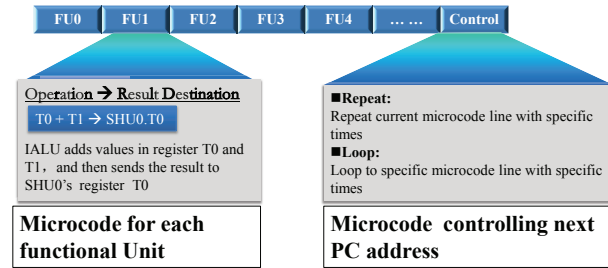 FU0 FU1 FU2 FU3 FU4 … … Control
Operation → Result Destination
T0 + T1 → SHU0.T0
IALU adds values in register T0 and
T1，and then sends the result to
SHU0’s register T0
■Repeat:
Repeat current microcode line with specific
times
■Loop:
Loop to specific microcode line with specific
times
Microcode for each
functional Unit
Microcode controlling next
PC address